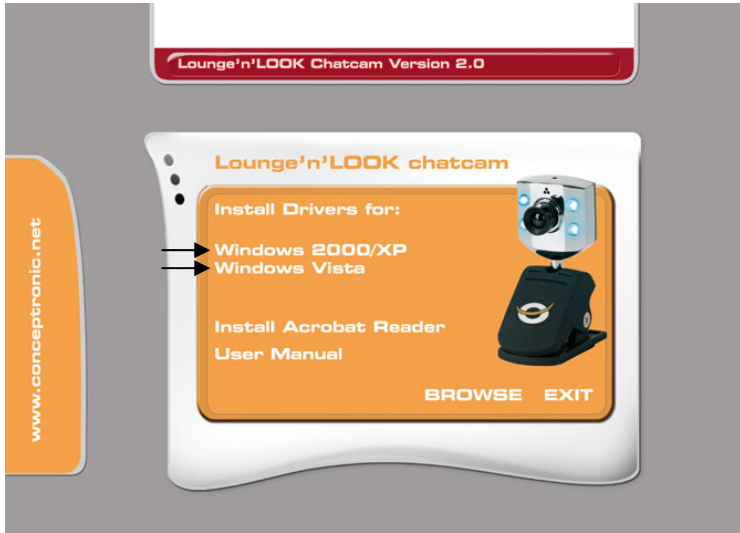 Lounge'n'LOOK Chatcam Version 2.0
www.conceptronic.net
Lounge'n'LOOK chatcam
Install Drivers for:
Windows 2000/XP
Windows Vista
Install Acrobat Reader
User Manual
BROWSE EXIT